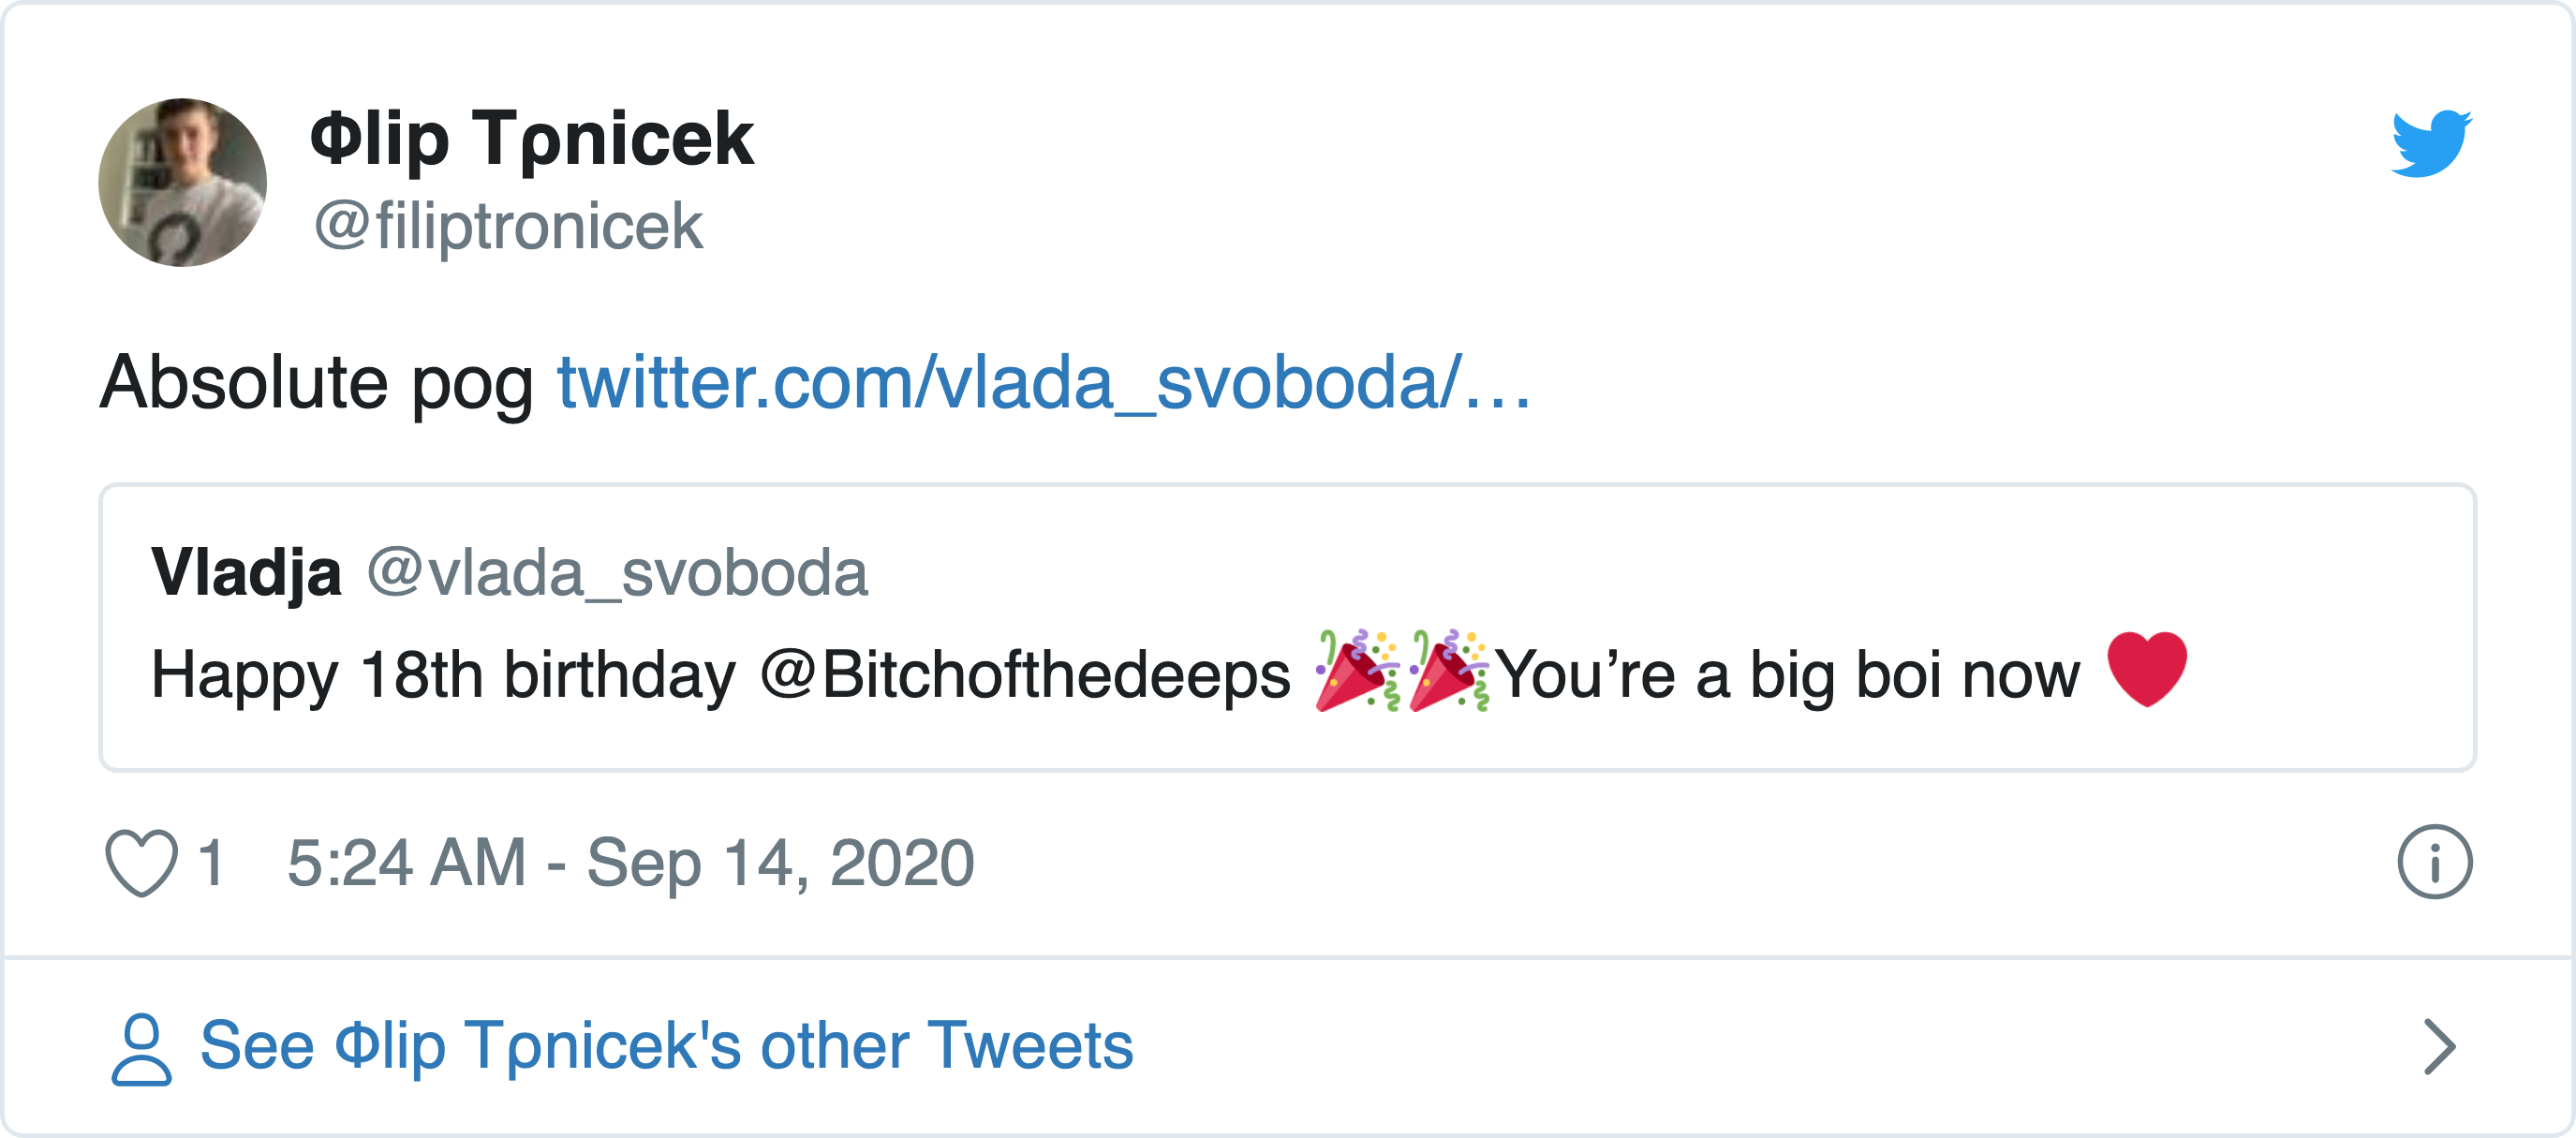 Φlip Tρnicek
@filiptronicek
Absolute pog twitter.com/vlada_svoboda/…
Vladja @vlada_svoboda
Happy 18th birthday @Bitchofthedeeps 🎉🎉You’re a big boi now ❤️
1 5:24 AM - Sep 14, 2020
See Φlip Tρnicek's other Tweets